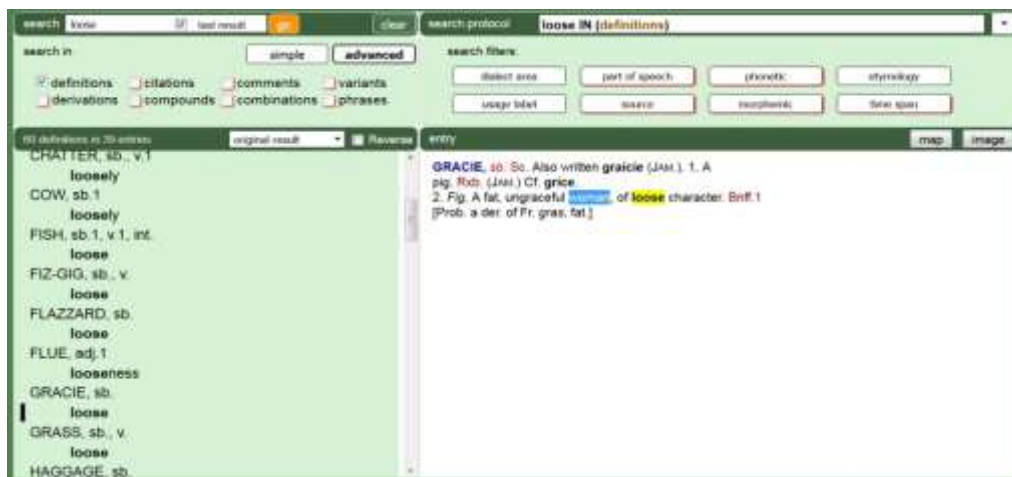 search loose last result go clear
search in simple advanced
definitions citations comments variants
derivations compounds combinations phrases
60 definitions in 39 entries original result Reverse
CHATTER, sb., v.1
loosely
COW, sb.1
loosely
FISH, sb.1, v.1, int.
loose
FIZ-GIG, sb., v.
loose
FLAZZARD, sb.
loose
FLUE, adj.1
looseness
GRACIE, sb.
loose
GRASS, sb., v.
loose
HAGGAGE, sb.
search protocol loose IN (definitions)
search filters:
dialect area part of speech phonetic etymology
usage label source morphemic time span
entry map image
GRACIE, sb. Sc. Also written graicie (JAM.). 1. A
pig. Rxb. (JAM.) Cf. grice.
2. Fig. A fat, ungraceful woman, of loose character. Bnff.1
[Prob. a der. of Fr. gras, fat.]